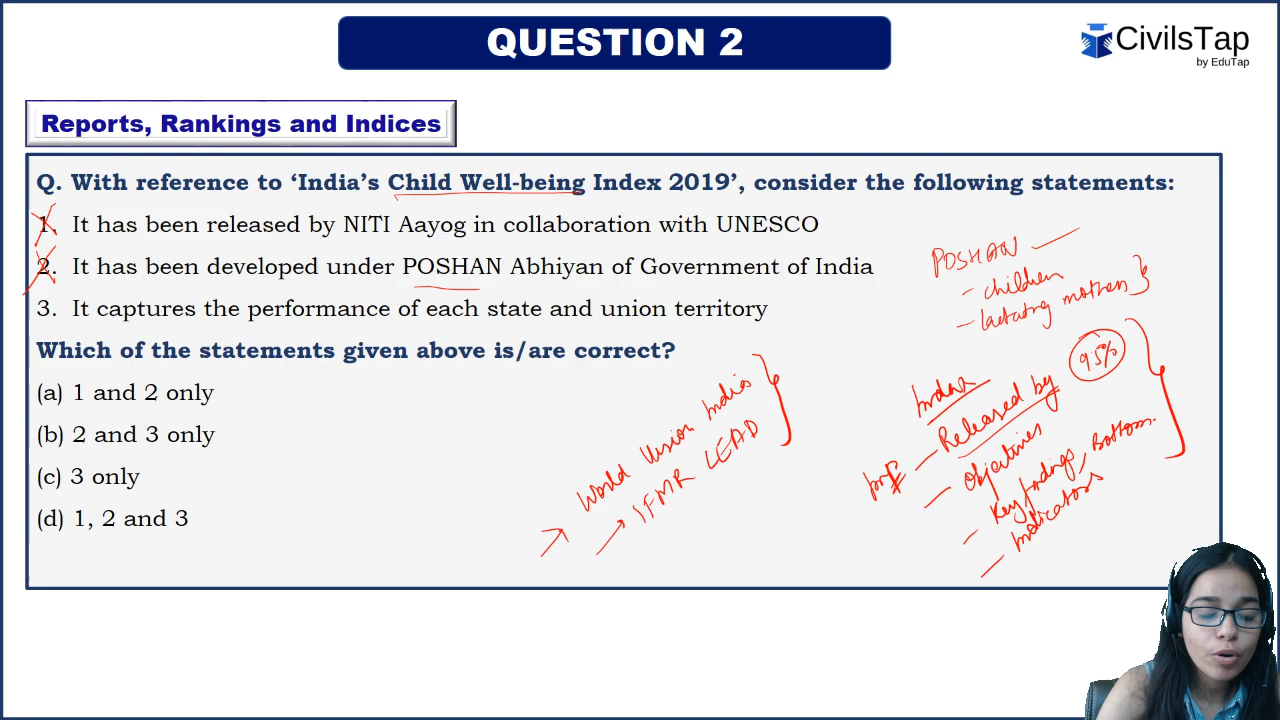 QUESTION 2
CivilsTap
by EduTap
Reports, Rankings and Indices
Q. With reference to ‘India’s Child Well-being Index 2019’, consider the following statements:
1. It has been released by NITI Aayog in collaboration with UNESCO
2. It has been developed under POSHAN Abhiyan of Government of India
3. It captures the performance of each state and union territory
Which of the statements given above is/are correct?
(a) 1 and 2 only
(b) 2 and 3 only
(c) 3 only
(d) 1, 2 and 3
World Vision India
IFMR LEAD
POSHAN
- children
- lactating mothers
95%
Index
- Released by
- Objectives
- Key findings, Bottom
- Indicators